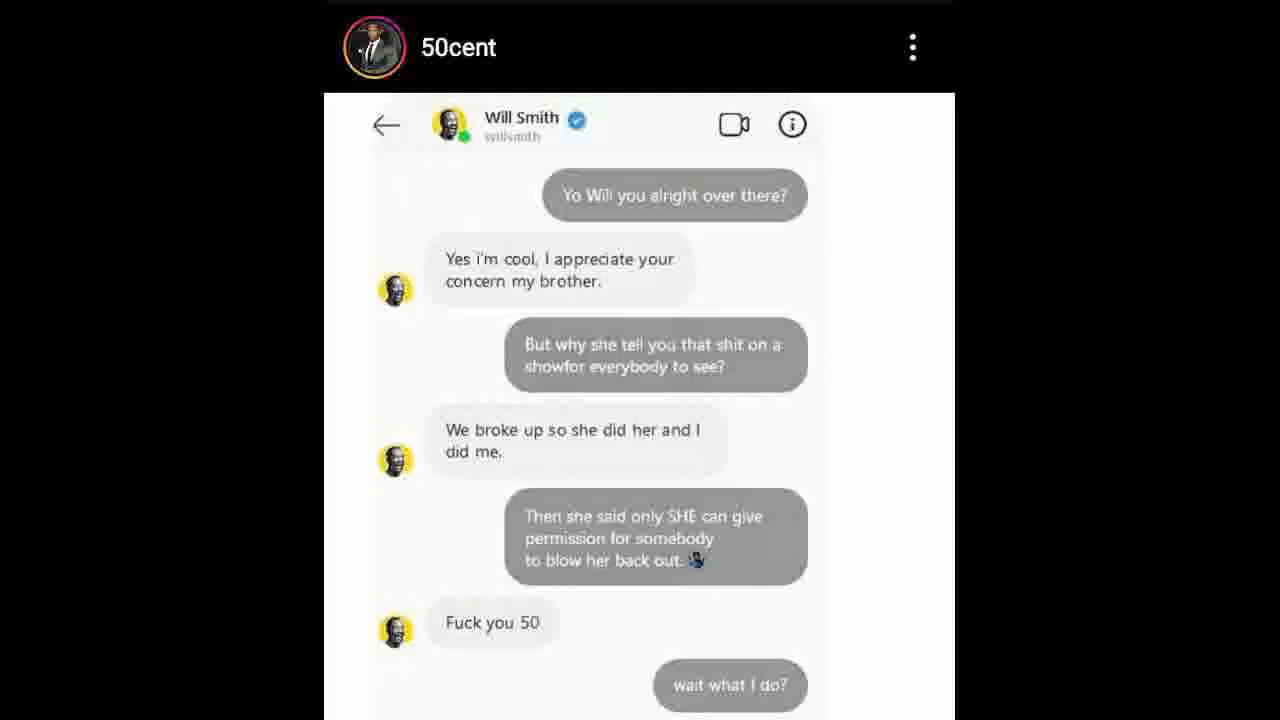 50cent
Will Smith
willsmith
Yo Will you alright over there?
Yes i'm cool, I appreciate your
concern my brother.
But why she tell you that shit on a
showfor everybody to see?
We broke up so she did her and I
did me.
Then she said only SHE can give
permission for somebody
to blow her back out. 🤷🏿‍♂️
Fuck you 50
wait what I do?